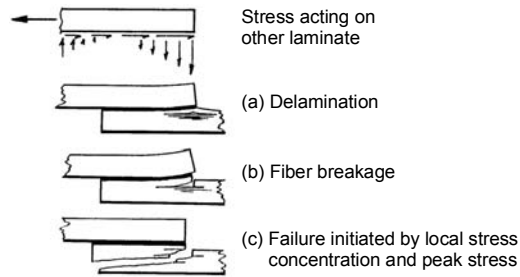 Stress acting on
other laminate
(a) Delamination
(b) Fiber breakage
(c) Failure initiated by local stress
concentration and peak stress